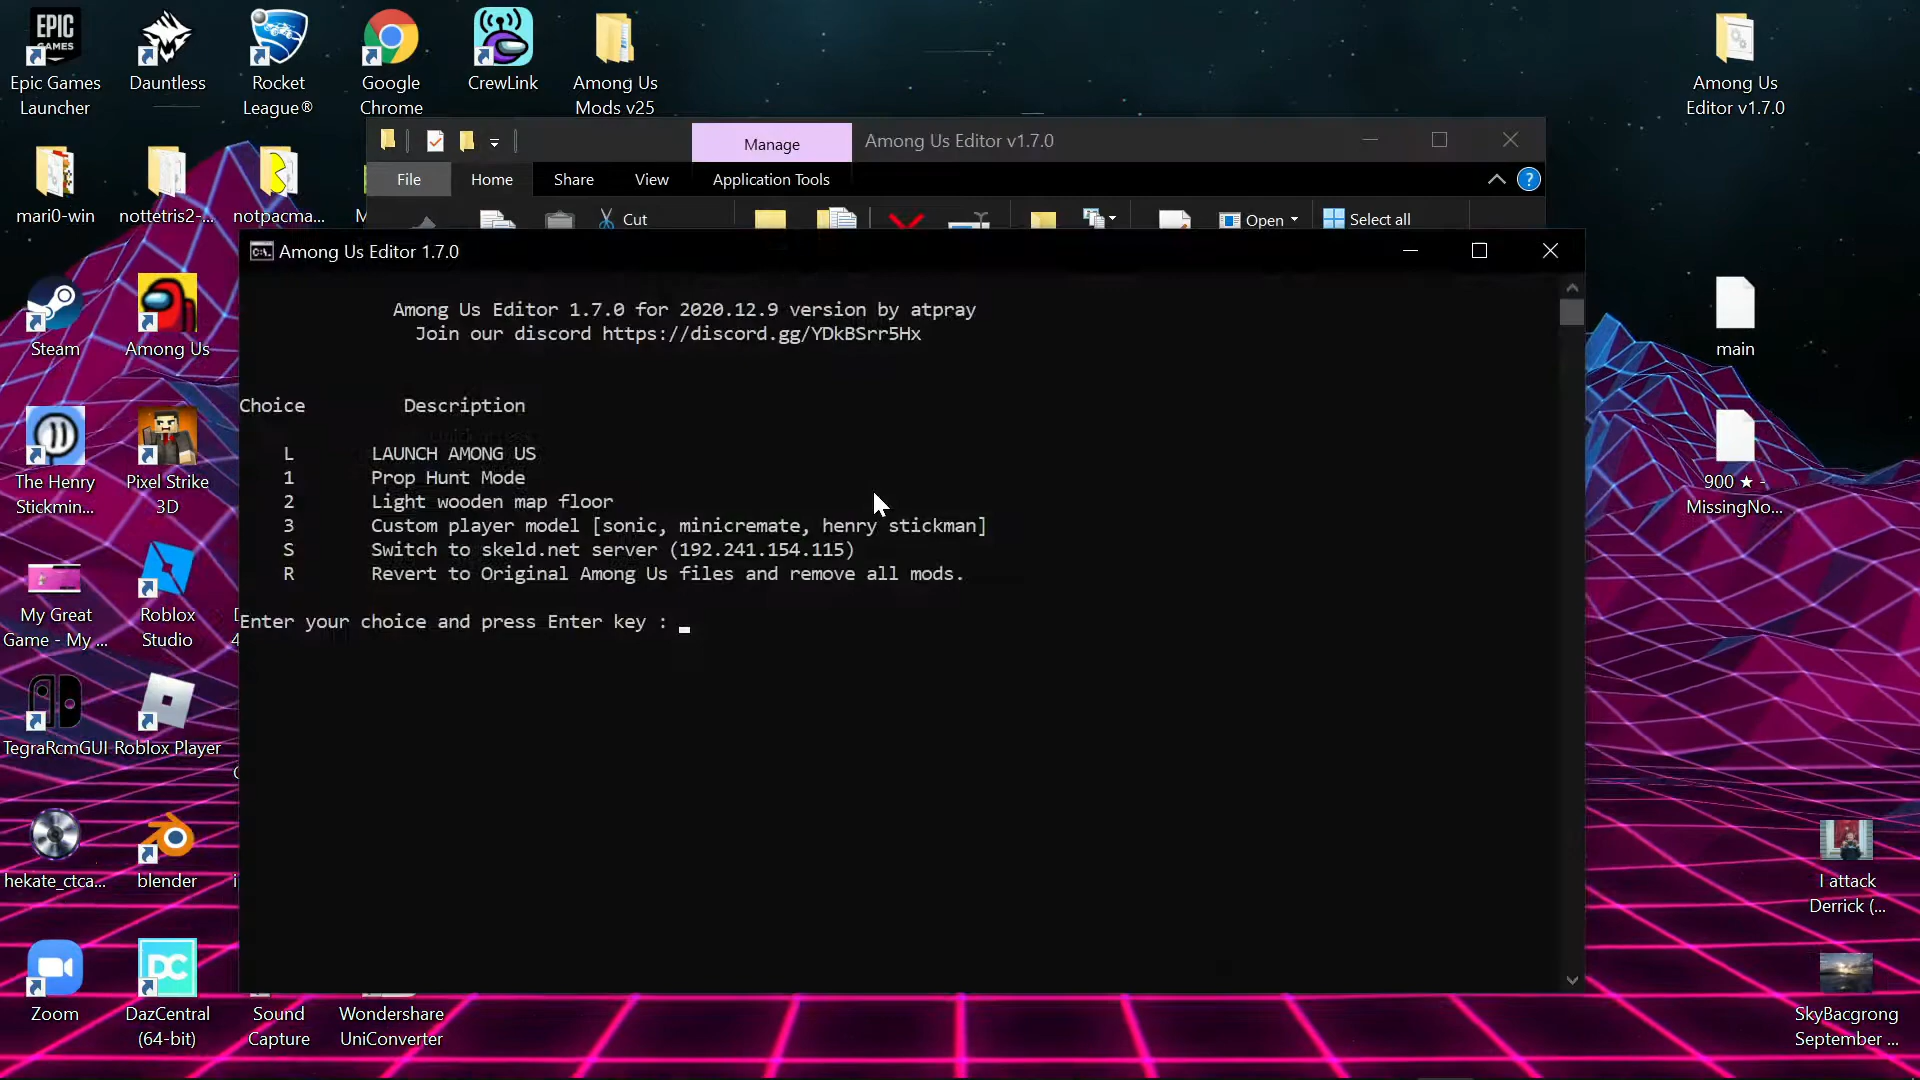 EPIC
GAMES
Epic Games
Launcher
Dauntless
Rocket
League®
Google
Chrome
CrewLink
Among Us
Mods v25
Among Us
Editor v1.7.0
Manage
Among Us Editor v1.7.0
File
Home
Share
View
Application Tools
?
Cut
Open
Select all
mari0-win
nottetris2-...
notpacma...
M
C:\.
Among Us Editor 1.7.0
Among Us Editor 1.7.0 for 2020.12.9 version by atpray
Join our discord https://discord.gg/YDkBSrr5Hx
Choice Description
L LAUNCH AMONG US
1 Prop Hunt Mode
2 Light wooden map floor
3 Custom player model [sonic, minicremate, henry stickman]
S Switch to skeld.net server (192.241.154.115)
R Revert to Original Among Us files and remove all mods.
Enter your choice and press Enter key :
Steam
Among Us
main
The Henry
Stickmin...
Pixel Strike
3D
900 ★ -
MissingNo...
My Great
Game - My ...
Roblox
Studio
TegraRcmGUI
Roblox Player
hekate_ctca...
blender
I attack
Derrick (...
Zoom
DC
DazCentral
(64-bit)
Sound
Capture
Wondershare
UniConverter
SkyBacgrong
September ...